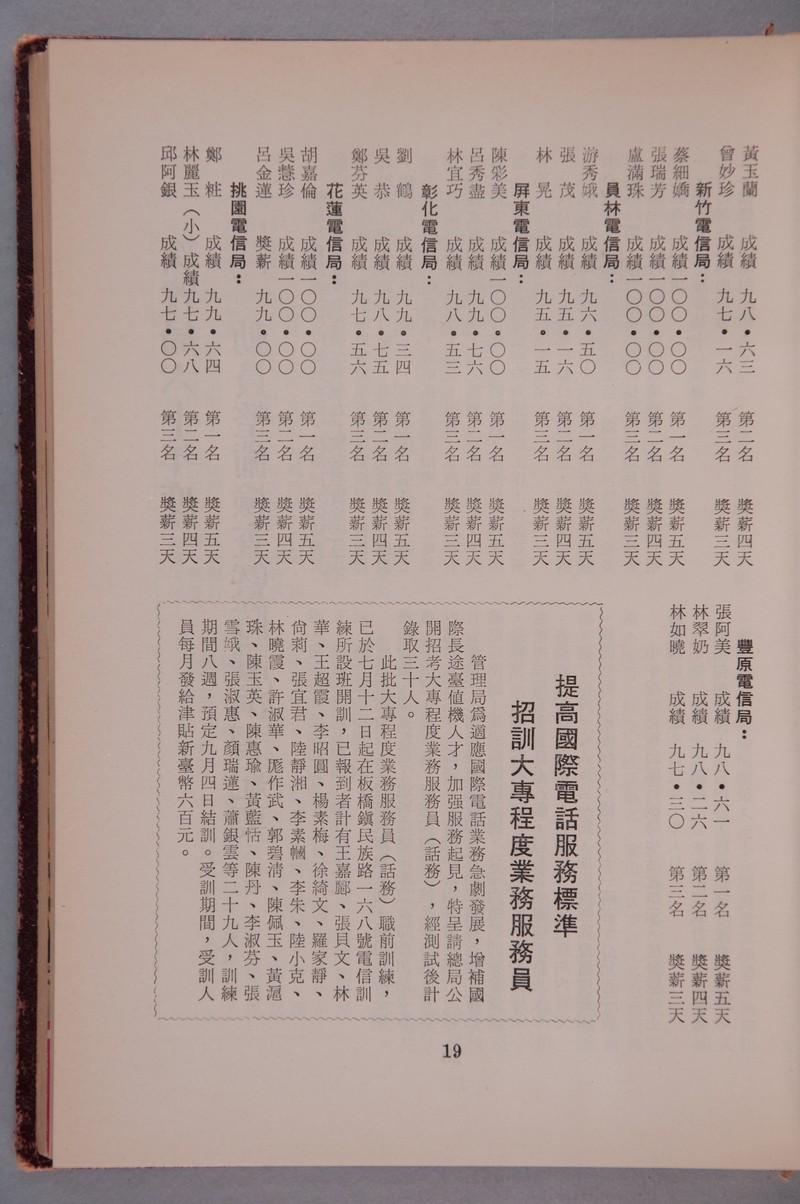 黃玉蘭 成績 九八•六三 第二名 獎薪四天
曾妙珍 成績 九七•一六 第三名 獎薪三天
新竹電信局：
蔡細嬌 成績一〇〇•〇〇 第一名 獎薪五天
張瑞芳 成績一〇〇•〇〇 第二名 獎薪四天
盧滿珠 成績一〇〇•〇〇 第三名 獎薪三天
員林電信局：
游秀娥 成績 九六•五〇 第一名 獎薪五天
張茂 成績 九五•一六 第二名 獎薪四天
林晃 成績 九五•一五 第三名 獎薪三天
屏東電信局：
陳彩美 成績一〇〇•〇〇 第一名 獎薪五天
呂秀盡 成績 九九•七六 第二名 獎薪四天
林宜巧 成績 九八•五三 第三名 獎薪三天
彰化電信局：
劉鶴 成績 九九•三四 第一名 獎薪五天
吳恭 成績 九八•七五 第二名 獎薪四天
鄭芬英 成績 九七•五六 第三名 獎薪三天
花蓮電信局：
胡嘉倫 成績一〇〇•〇〇 第一名 獎薪五天
吳慧珍 成績一〇〇•〇〇 第二名 獎薪四天
呂金蓮 獎薪 九九•〇〇 第三名 獎薪三天
挑園電信局：
鄭粧 成績 九九•六四 第一名 獎薪五天
林麗玉（小）成績九七•六八 第二名 獎薪四天
邱阿銀 成績 九七•〇〇 第三名 獎薪三天
豐原電信局：
張阿美 成績 九八•六一 第一名 獎薪五天
林翠奶 成績 九八•二六 第二名 獎薪四天
林如曉 成績 九七•三〇 第三名 獎薪三天
提高國際電話服務標準
招訓大專程度業務服務員
管理局為適應國際電話業務急劇發展，增補國
際長途臺值機人才，加强服務起見，特呈請總局公
開招考大專程度業務服務員（話務），經測試後計
錄取三十人。
此批大專程度業務服務員（話務）職前訓練，
已於七月十二日起在板橋鎮民族路一六八號電信訓
練所設班開訓，已報到者計有王嘉郾、張貝文、林
華、王超霞、李昭圓、楊素梅、徐綺文、羅家靜、
尙莉、張宜君、陸靜湘、李素幗、李朱、陸小克、
林曉霞、許淑華、厖作武、郭碧清、陳佩玉、黃滬
珠、陳玉英、陳惠瑜、黃藍恬、陳丹、李淑芬、張
雪娥、張淑惠、顏瑞蓮、蕭銀雲等二十九人，訓練
期間八週，預定九月四日結訓。受訓期間，受訓人
員每月發給津貼新臺幣六百元。
19